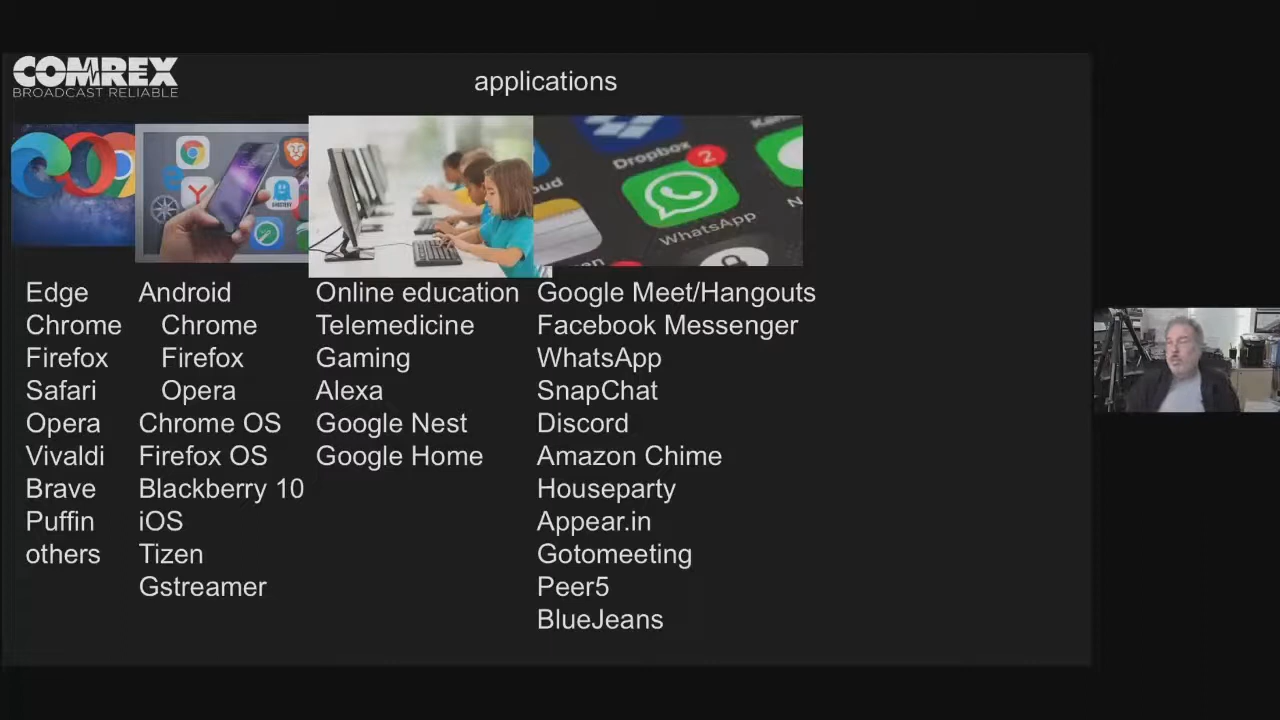 COMREX
BROADCAST RELIABLE
applications
Dropbox
2
WhatsApp
Edge
Chrome
Firefox
Safari
Opera
Vivaldi
Brave
Puffin
others
Android
Chrome
Firefox
Opera
Chrome OS
Firefox OS
Blackberry 10
iOS
Tizen
Gstreamer
Online education
Telemedicine
Gaming
Alexa
Google Nest
Google Home
Google Meet/Hangouts
Facebook Messenger
WhatsApp
SnapChat
Discord
Amazon Chime
Houseparty
Appear.in
Gotomeeting
Peer5
BlueJeans